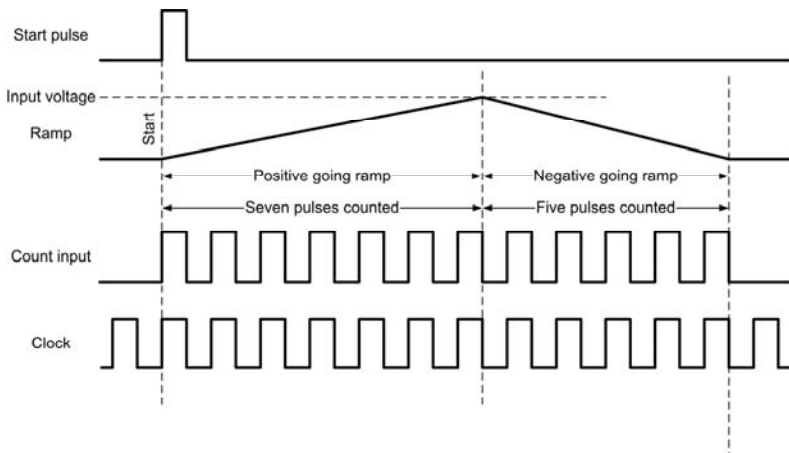 Start pulse
Input voltage
Ramp
Start
Positive going ramp
Negative going ramp
Seven pulses counted
Five pulses counted
Count input
Clock